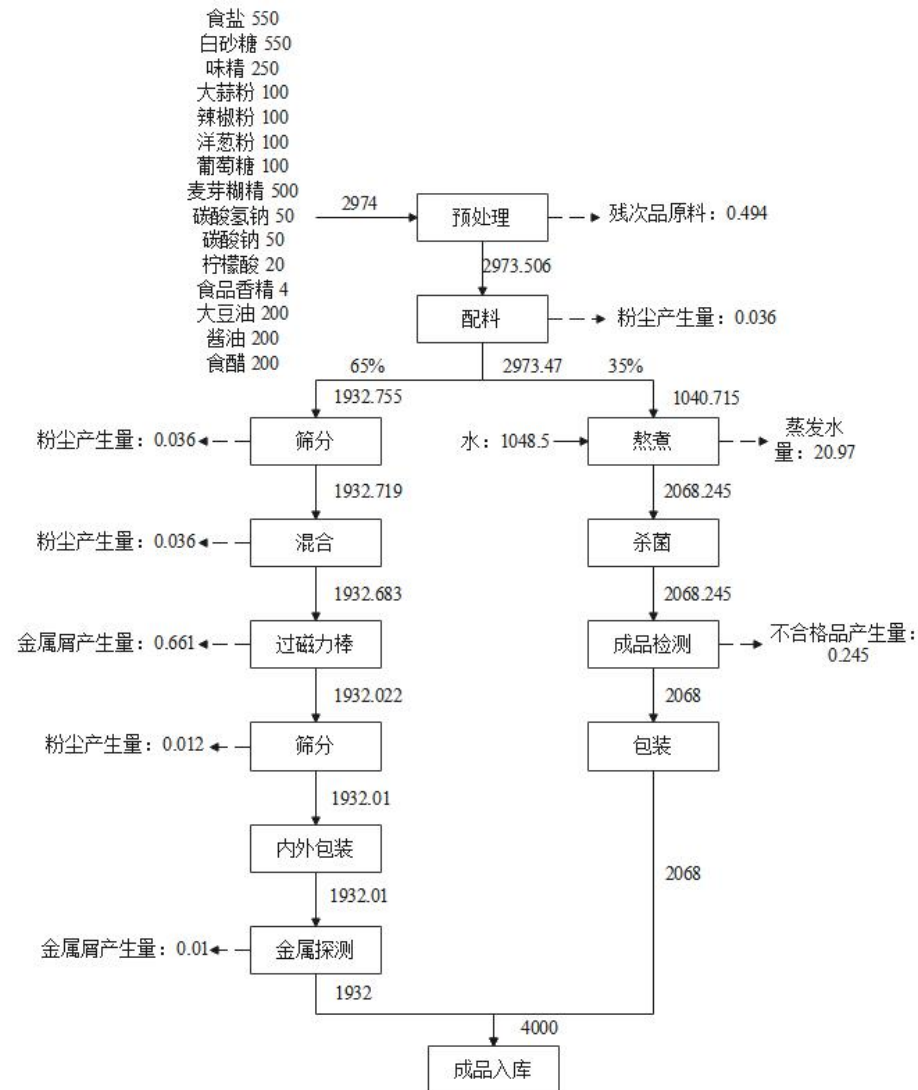 食盐 550
白砂糖 550
味精 250
大蒜粉 100
辣椒粉 100
洋葱粉 100
葡萄糖 100
麦芽糊精 500
碳酸氢钠 50
碳酸钠 50
柠檬酸 20
食品香精 4
大豆油 200
酱油 200
食醋 200
2974
预处理
残次品原料：0.494
2973.506
配料
粉尘产生量：0.036
65%
2973.47
35%
1932.755
1040.715
粉尘产生量：0.036
筛分
水：1048.5
熬煮
蒸发水
量：20.97
1932.719
2068.245
粉尘产生量：0.036
混合
杀菌
1932.683
2068.245
金属屑产生量：0.661
过磁力棒
成品检测
不合格品产生量：
0.245
1932.022
2068
粉尘产生量：0.012
筛分
包装
1932.01
内外包装
2068
1932.01
金属屑产生量：0.01
金属探测
1932
4000
成品入库